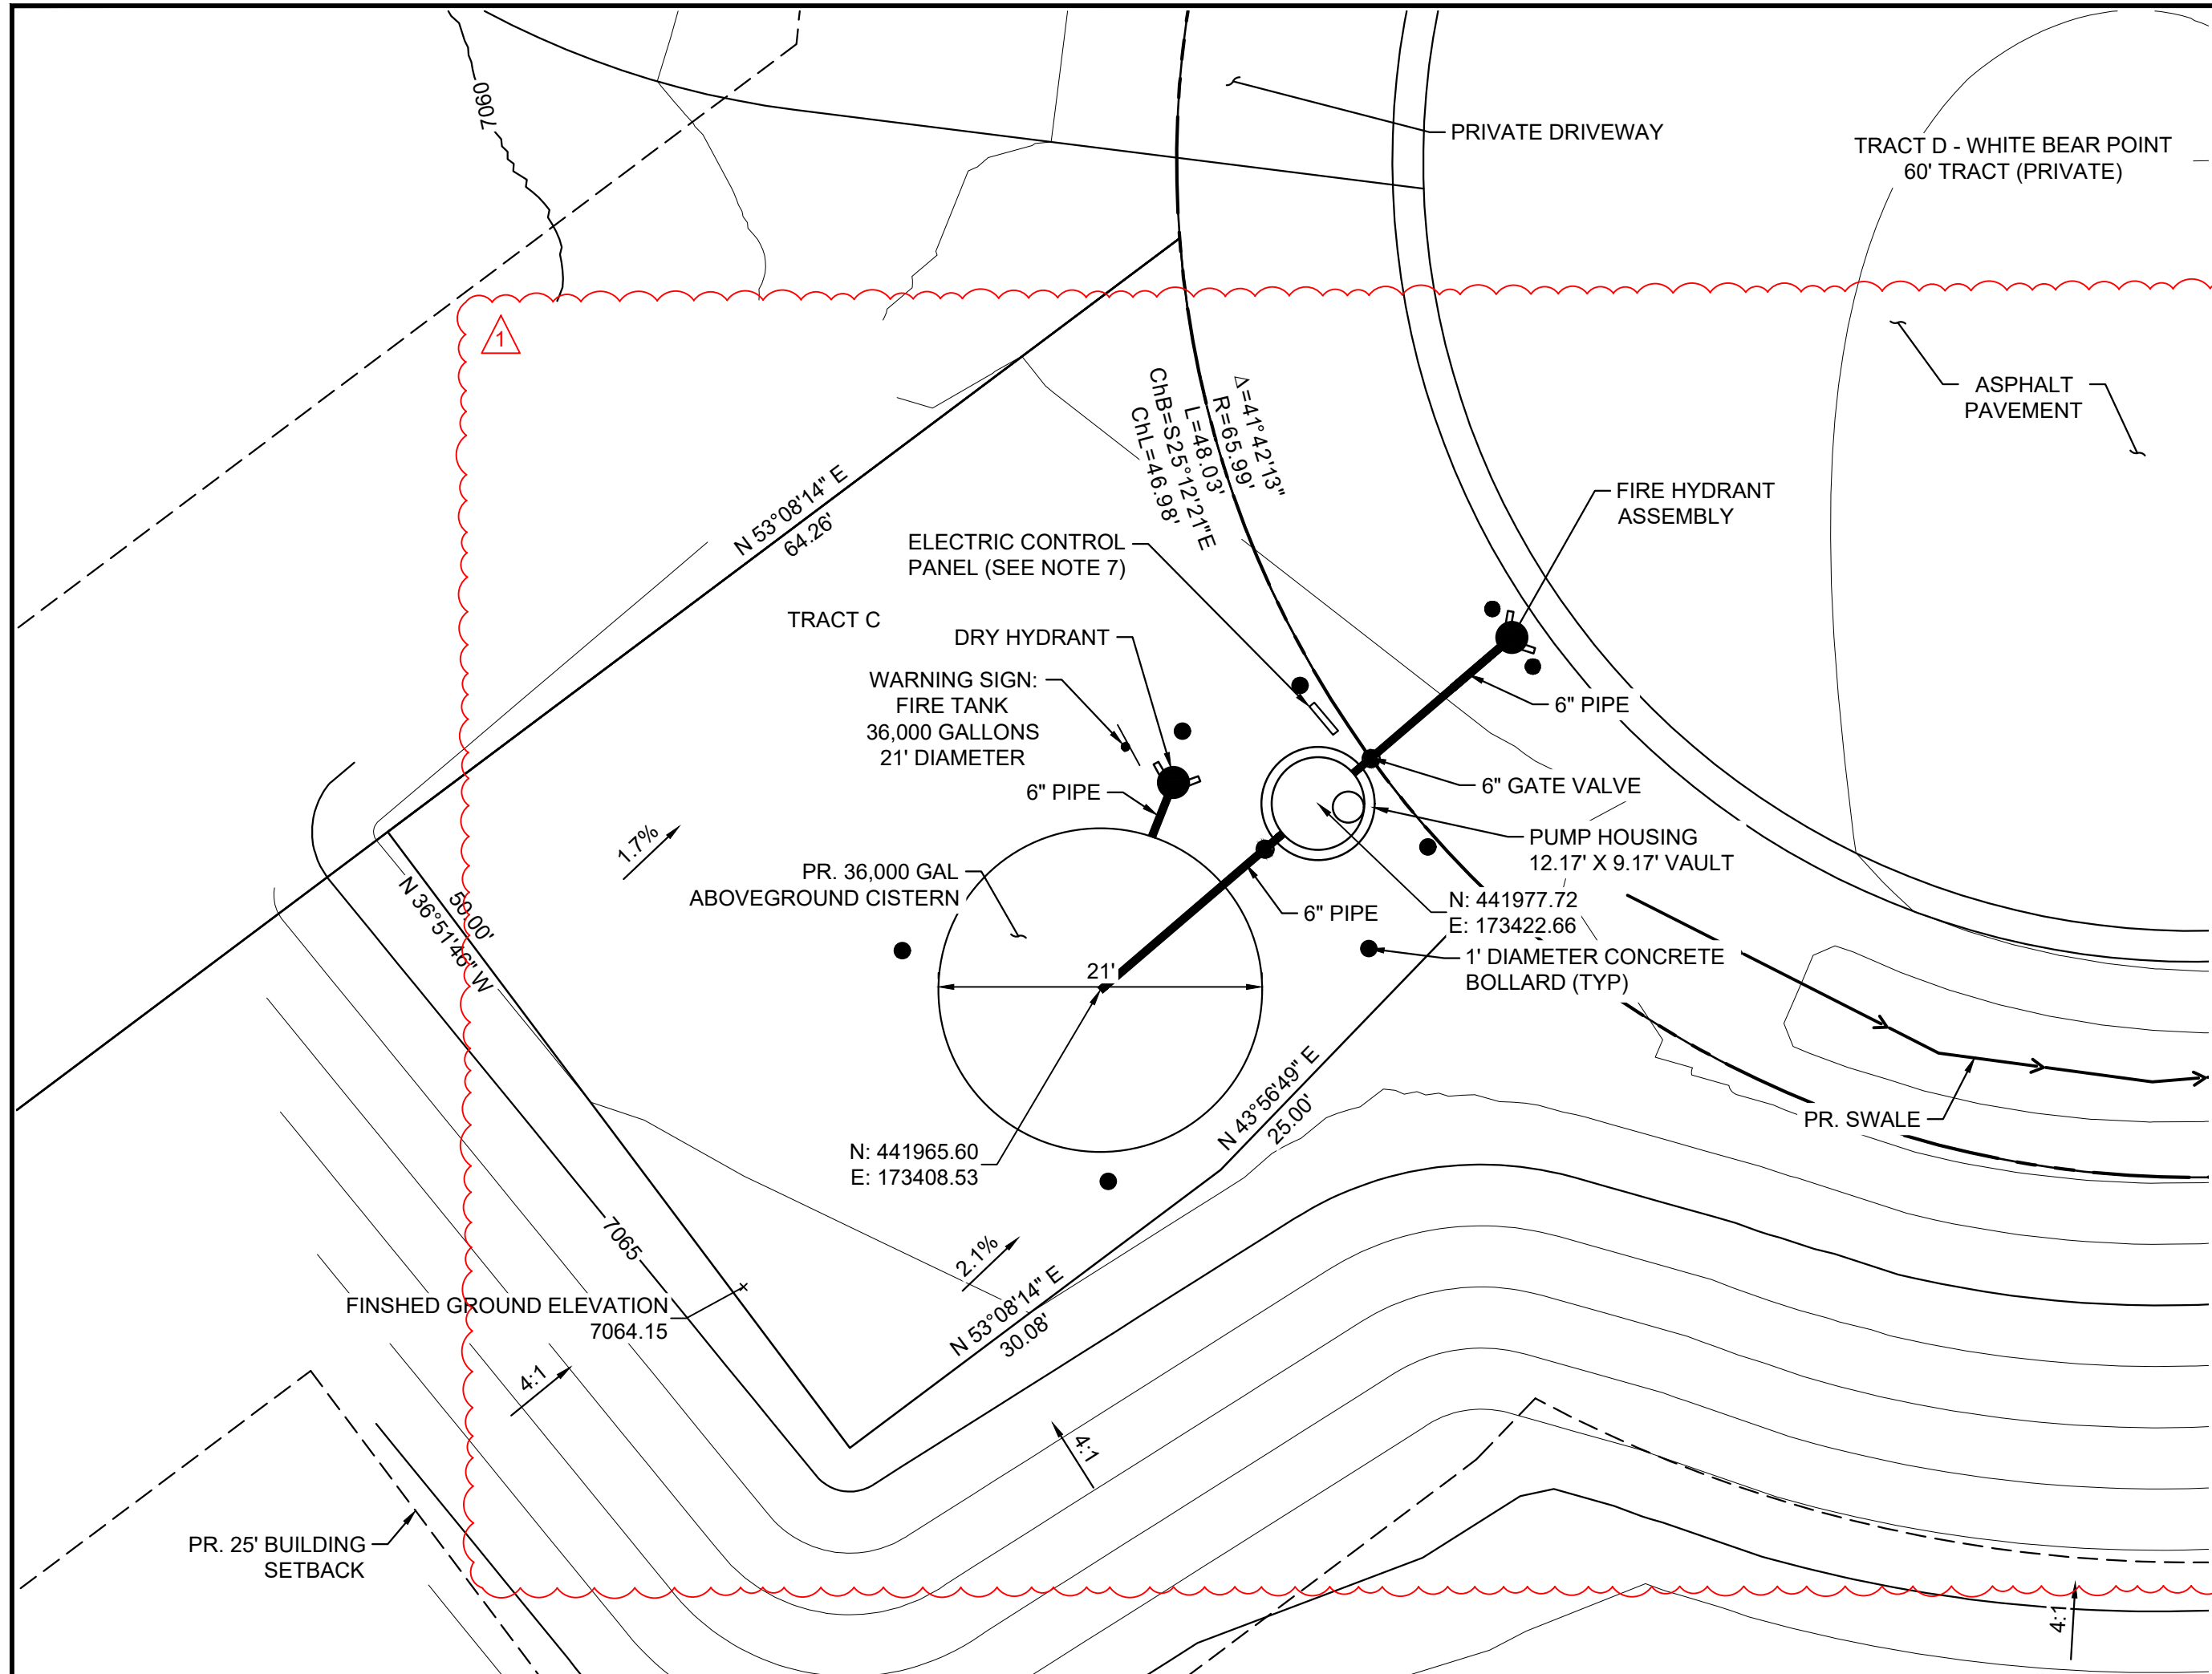 7060
PRIVATE DRIVEWAY
TRACT D - WHITE BEAR POINT
60' TRACT (PRIVATE)
1
ASPHALT
PAVEMENT
Δ=41°42'13"
R=65.99'
L=48.03'
ChB=S25°12'21"E
ChL=46.98'
N 53°08'14" E
64.26'
FIRE HYDRANT
ASSEMBLY
ELECTRIC CONTROL
PANEL (SEE NOTE 7)
TRACT C
DRY HYDRANT
WARNING SIGN:
FIRE TANK
36,000 GALLONS
21' DIAMETER
6" PIPE
6" PIPE
6" GATE VALVE
1.7%
PUMP HOUSING
12.17' X 9.17' VAULT
PR. 36,000 GAL
ABOVEGROUND CISTERN
50.00'
N 36°51'46" W
6" PIPE
N: 441977.72
E: 173422.66
1' DIAMETER CONCRETE
BOLLARD (TYP)
21'
N 43°56'49" E
25.00'
PR. SWALE
N: 441965.60
E: 173408.53
7065
2.1%
N 53°08'14" E
30.08'
FINSHED GROUND ELEVATION
7064.15
4:1
4:1
PR. 25' BUILDING
SETBACK
4:1